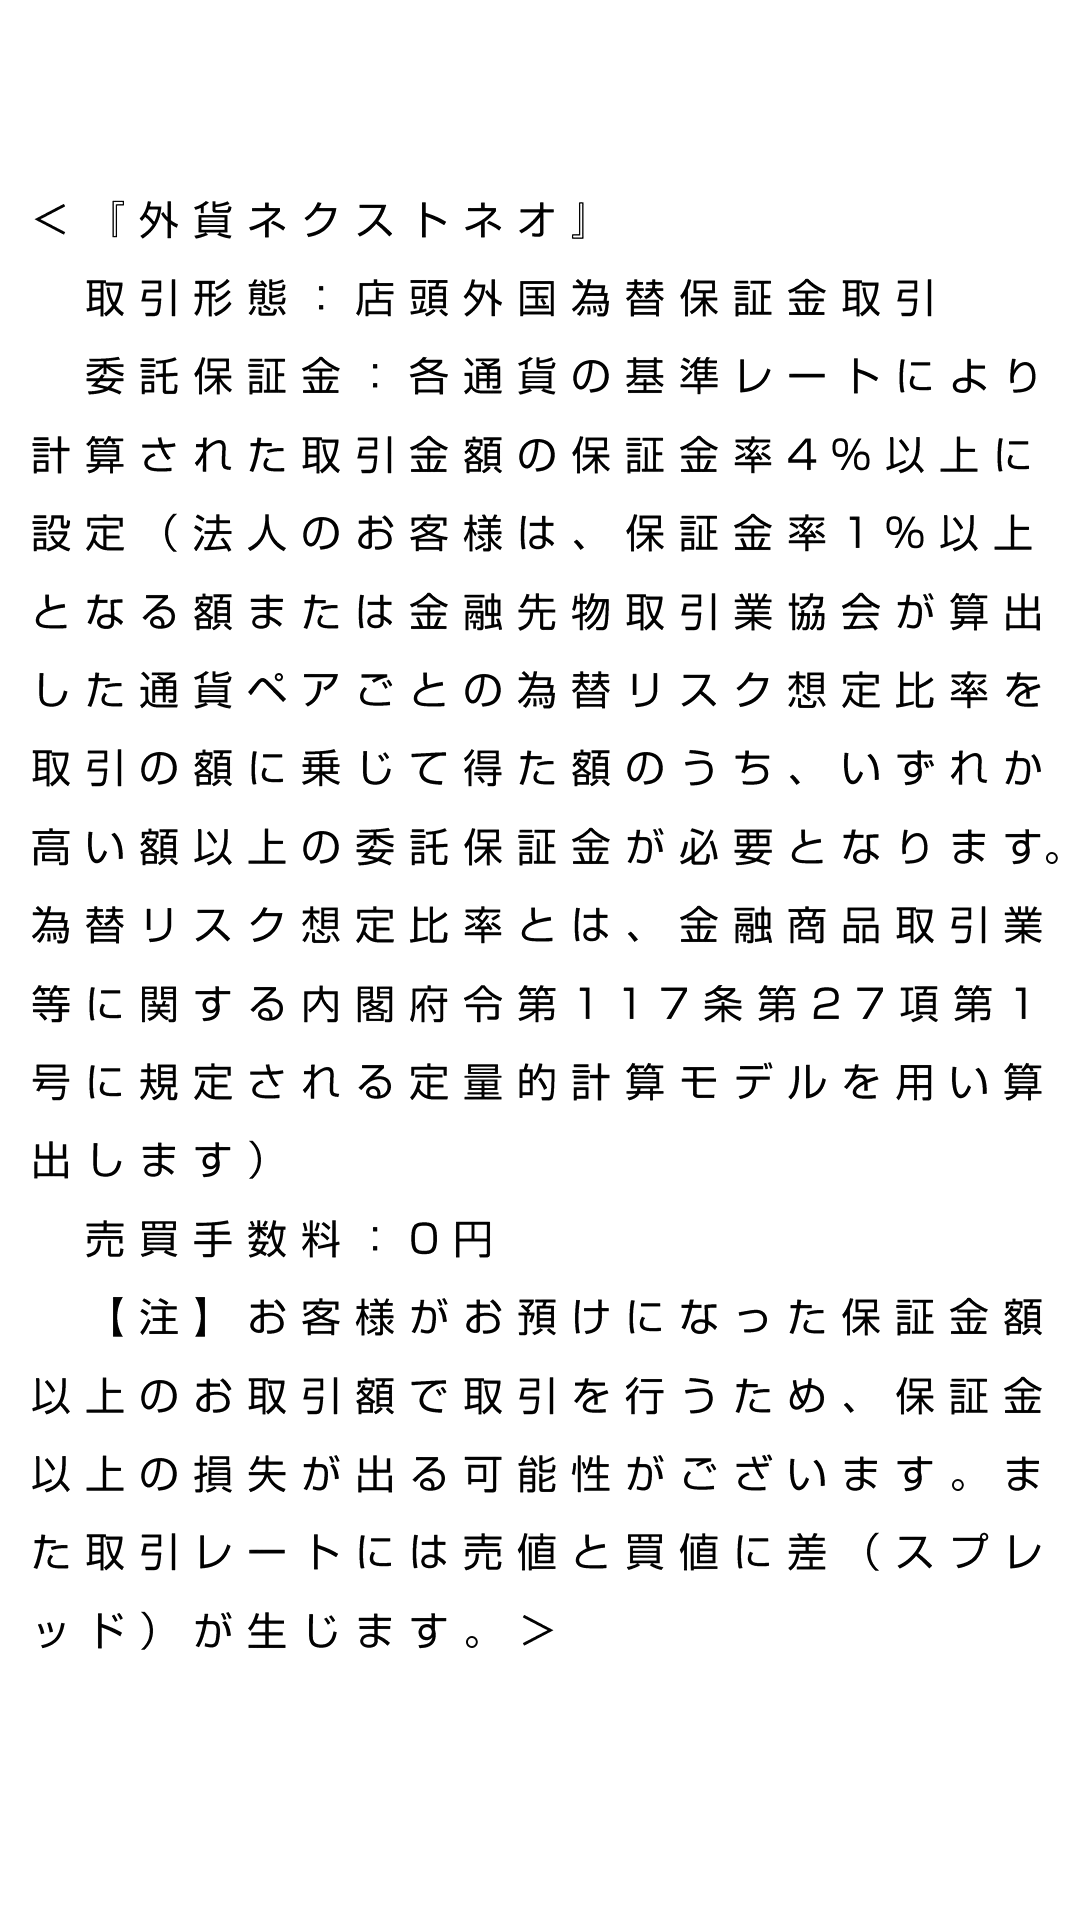 ＜『外貨ネクストネオ』
　取引形態：店頭外国為替保証金取引
　委託保証金：各通貨の基準レートにより
計算された取引金額の保証金率4％以上に
設定（法人のお客様は、保証金率1％以上
となる額または金融先物取引業協会が算出
した通貨ペアごとの為替リスク想定比率を
取引の額に乗じて得た額のうち、いずれか
高い額以上の委託保証金が必要となります。
為替リスク想定比率とは、金融商品取引業
等に関する内閣府令第117条第27項第1
号に規定される定量的計算モデルを用い算
出します）
　売買手数料：0円
　【注】お客様がお預けになった保証金額
以上のお取引額で取引を行うため、保証金
以上の損失が出る可能性がございます。ま
た取引レートには売値と買値に差（スプレ
ッド）が生じます。＞